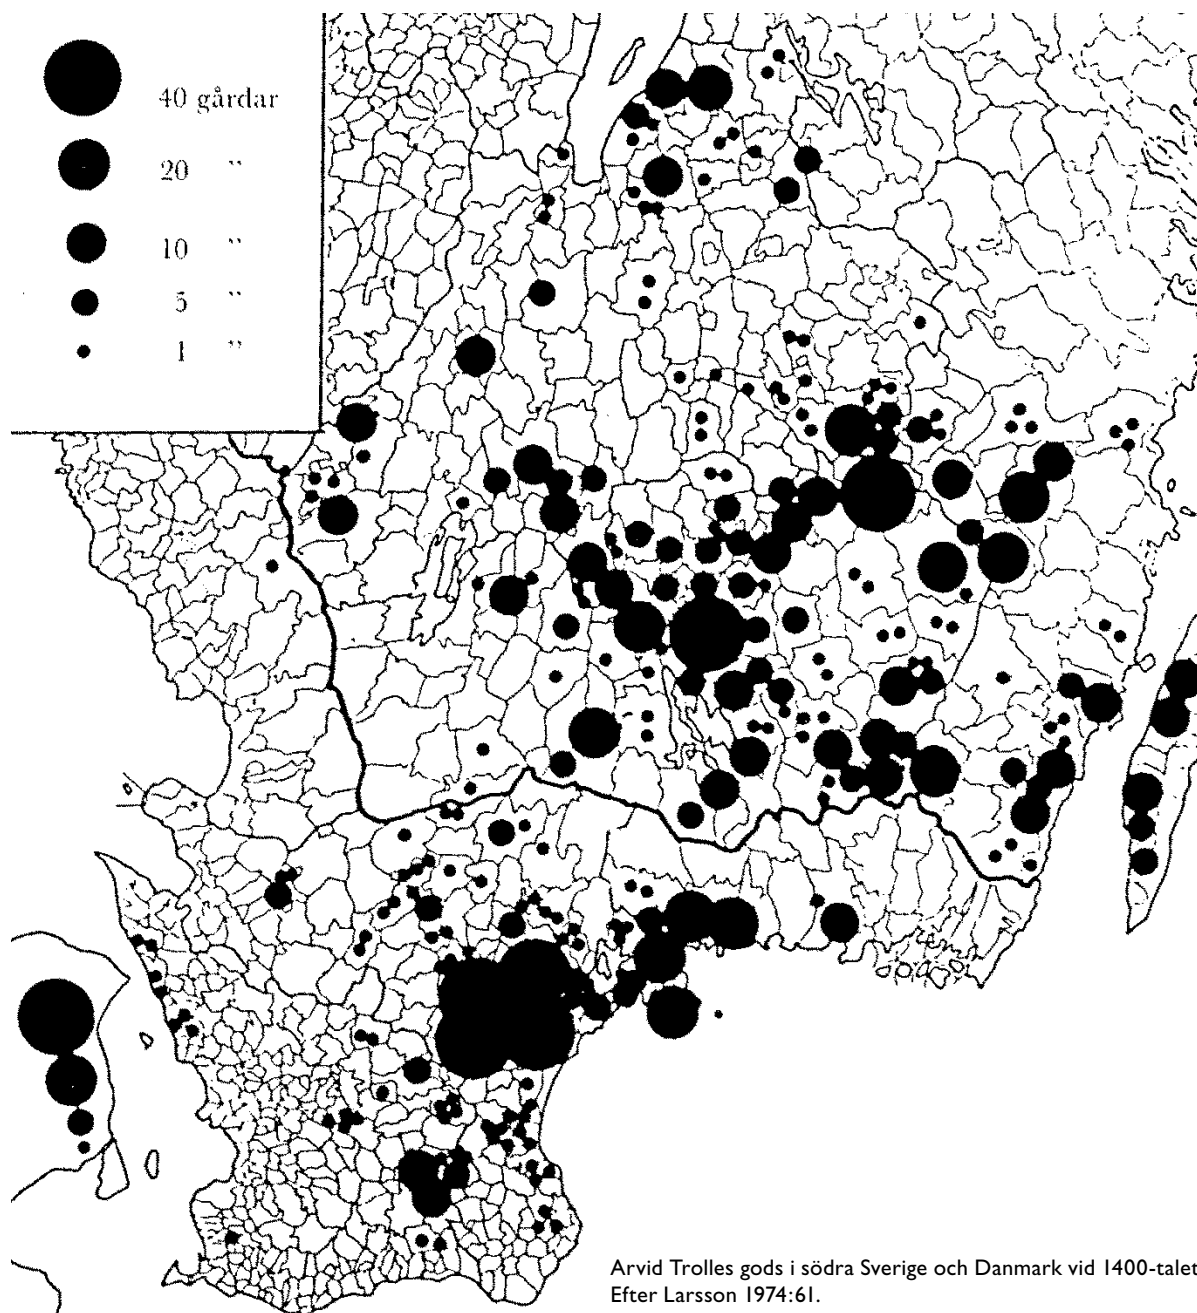 40 gårdar
20 ”
10 ”
5 ”
1 ”
Arvid Trolles gods i södra Sverige och Danmark vid 1400-talet
Efter Larsson 1974:61.